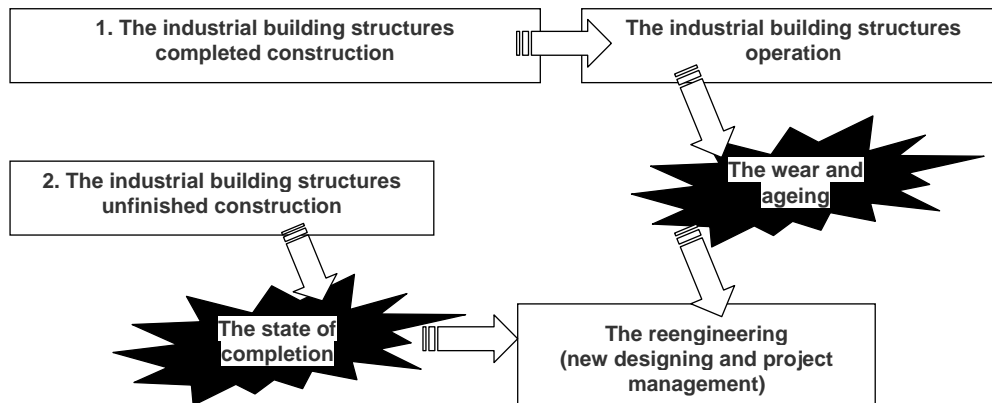 1. The industrial building structures
completed construction
The industrial building structures
operation
The wear and
ageing
2. The industrial building structures
unfinished construction
The state of
completion
The reengineering
(new designing and project
management)